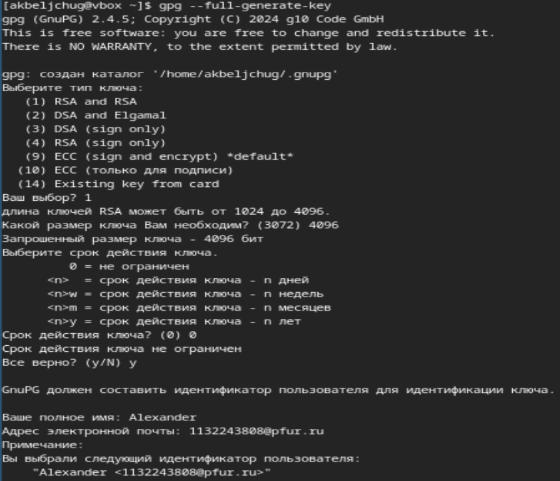 [akbeljchug@vbox ~]$ gpg --full-generate-key
gpg (GnuPG) 2.4.5; Copyright (C) 2024 g10 Code GmbH
This is free software: you are free to change and redistribute it.
There is NO WARRANTY, to the extent permitted by law.

gpg: создан каталог '/home/akbeljchug/.gnupg'
Выберите тип ключа:
   (1) RSA and RSA
   (2) DSA and Elgamal
   (3) DSA (sign only)
   (4) RSA (sign only)
   (9) ECC (sign and encrypt) *default*
  (10) ECC (только для подписи)
  (14) Existing key from card
Ваш выбор? 1
длина ключей RSA может быть от 1024 до 4096.
Какой размер ключа Вам необходим? (3072) 4096
Запрошенный размер ключа - 4096 бит
Выберите срок действия ключа.
         0 = не ограничен
      <n>  = срок действия ключа - n дней
      <n>w = срок действия ключа - n недель
      <n>m = срок действия ключа - n месяцев
      <n>y = срок действия ключа - n лет
Срок действия ключа? (0) 0
Срок действия ключа не ограничен
Все верно? (y/N) y

GnuPG должен составить идентификатор пользователя для идентификации ключа.

Ваше полное имя: Alexander
Адрес электронной почты: 1132243808@pfur.ru
Примечание:
Вы выбрали следующий идентификатор пользователя:
    "Alexander <1132243808@pfur.ru>"